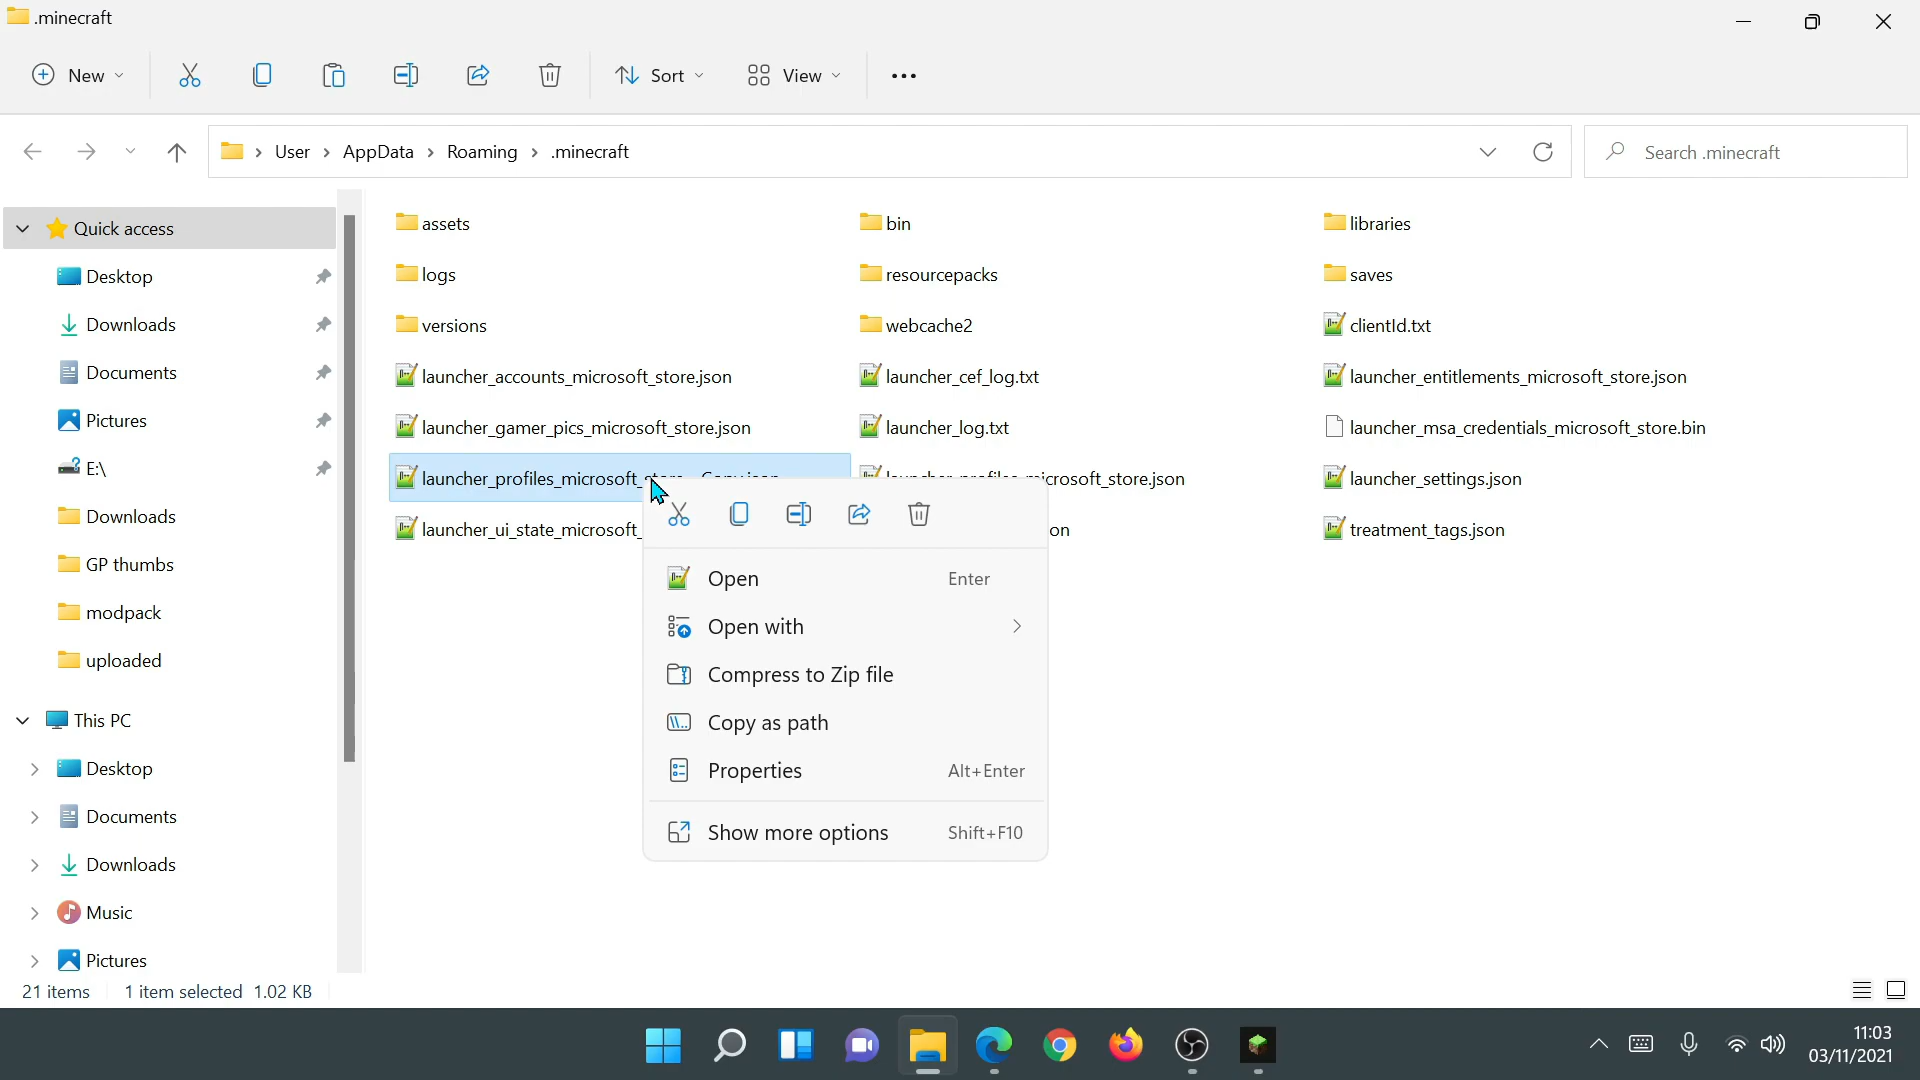 .minecraft
New
Sort
View
User > AppData > Roaming > .minecraft
Search .minecraft
Quick access
Desktop
Downloads
Documents
Pictures
E:\
Downloads
GP thumbs
modpack
uploaded
This PC
Desktop
Documents
Downloads
Music
Pictures
assets
bin
libraries
logs
resourcepacks
saves
versions
webcache2
clientId.txt
launcher_accounts_microsoft_store.json
launcher_cef_log.txt
launcher_entitlements_microsoft_store.json
launcher_gamer_pics_microsoft_store.json
launcher_log.txt
launcher_msa_credentials_microsoft_store.bin
launcher_profiles_microsoft_store - Copy.json
launcher_profiles_microsoft_store.json
launcher_settings.json
launcher_ui_state_microsoft_
on
treatment_tags.json
Open Enter
Open with
Compress to Zip file
Copy as path
Properties Alt+Enter
Show more options Shift+F10
21 items 1 item selected 1.02 KB
11:03
03/11/2021